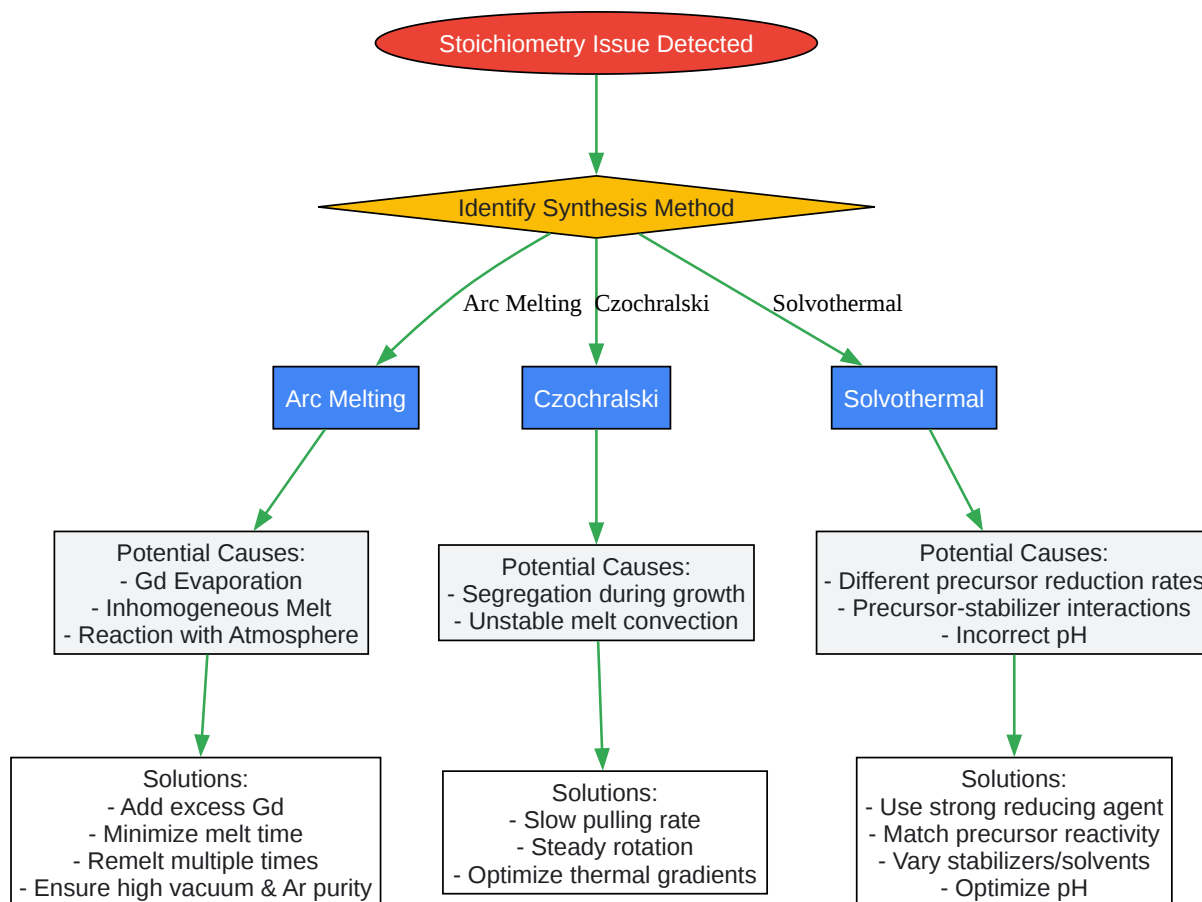 Stoichiometry Issue Detected
Identify Synthesis Method
Arc Melting
Czochralski
Solvothermal
Arc Melting
Czochralski
Solvothermal
Potential Causes:
- Gd Evaporation
- Inhomogeneous Melt
- Reaction with Atmosphere
Potential Causes:
- Segregation during growth
- Unstable melt convection
Potential Causes:
- Different precursor reduction rates
- Precursor-stabilizer interactions
- Incorrect pH
Solutions:
- Add excess Gd
- Minimize melt time
- Remelt multiple times
- Ensure high vacuum & Ar purity
Solutions:
- Slow pulling rate
- Steady rotation
- Optimize thermal gradients
Solutions:
- Use strong reducing agent
- Match precursor reactivity
- Vary stabilizers/solvents
- Optimize pH